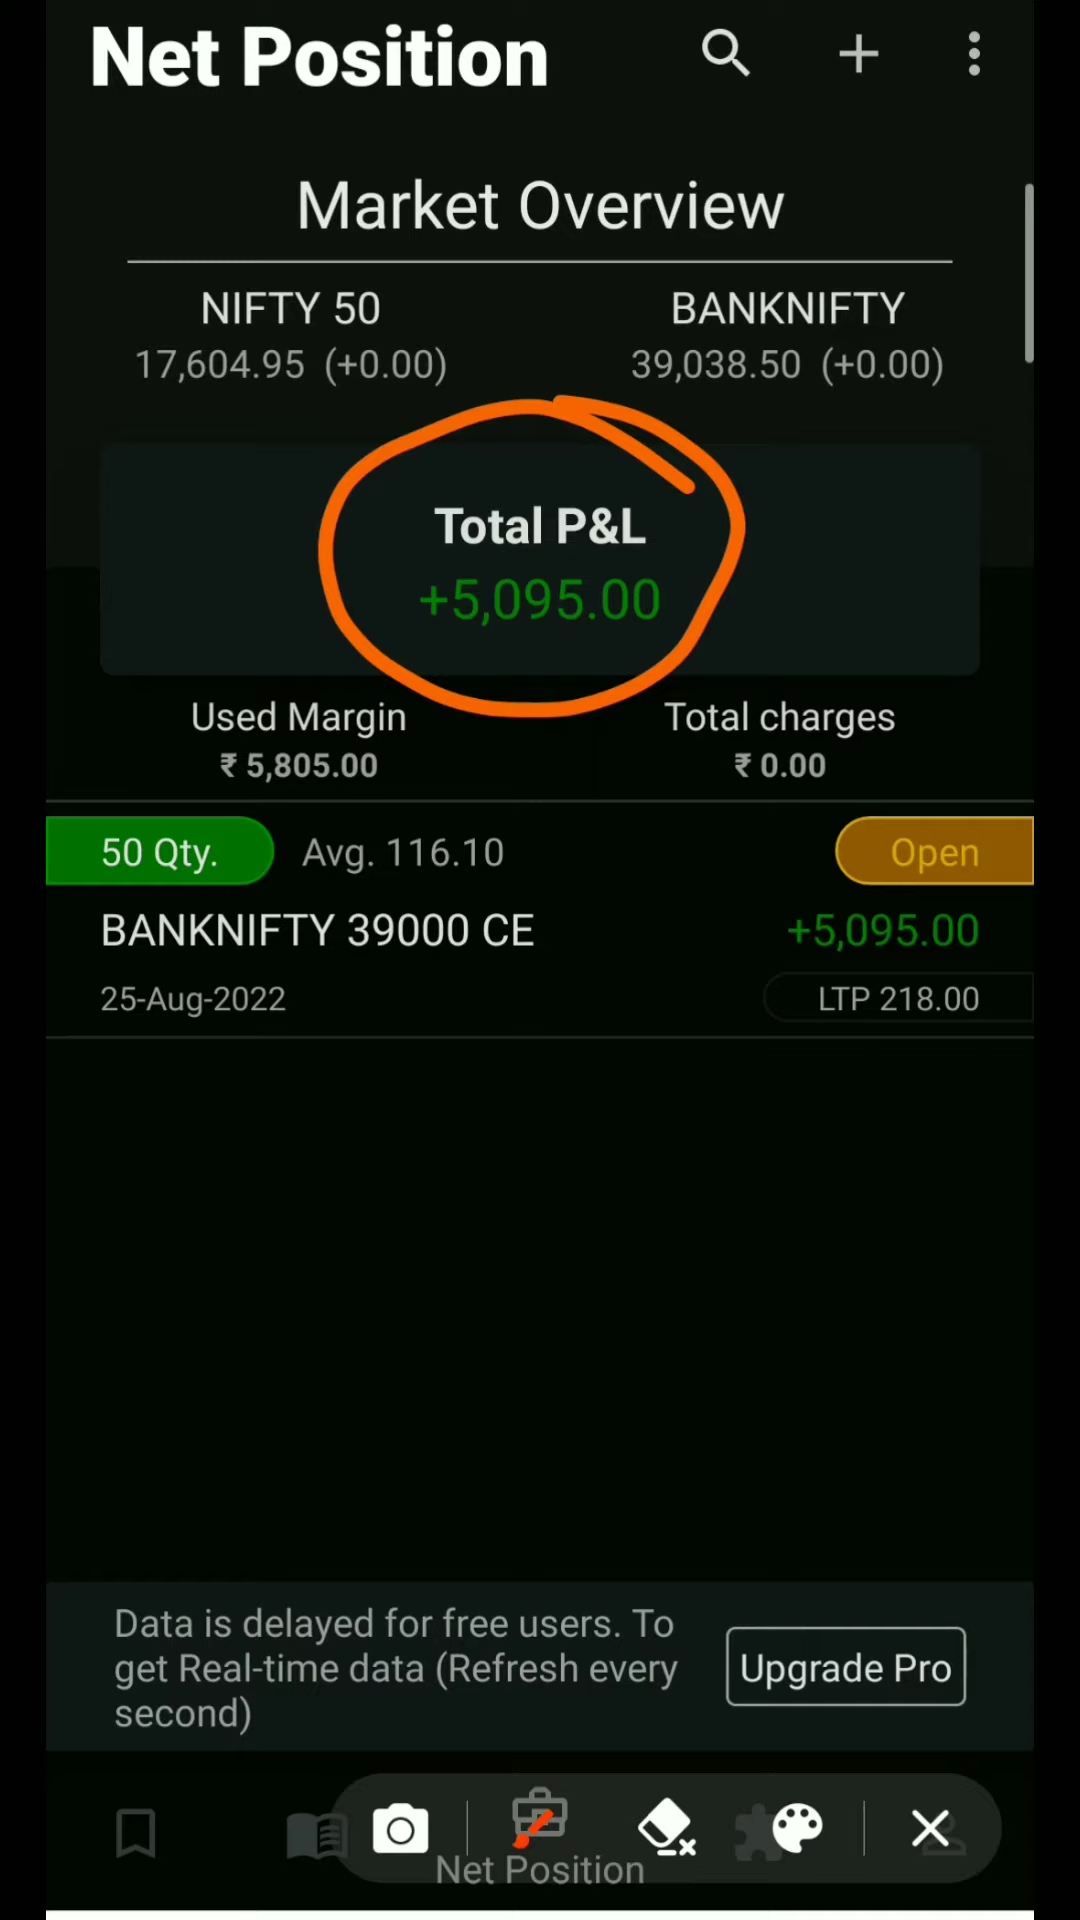 Net Position
Market Overview
NIFTY 50
17,604.95 (+0.00)
BANKNIFTY
39,038.50 (+0.00)
Total P&L
+5,095.00
Used Margin
₹ 5,805.00
Total charges
₹ 0.00
50 Qty.
Avg. 116.10
Open
BANKNIFTY 39000 CE
+5,095.00
25-Aug-2022
LTP 218.00
Data is delayed for free users. To
get Real-time data (Refresh every
second)
Upgrade Pro
Net Position